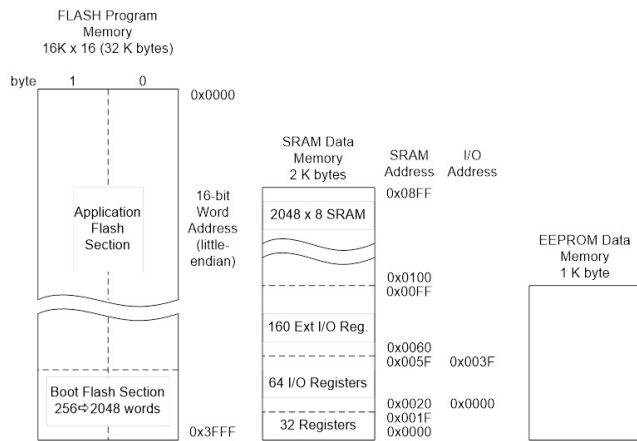 FLASH Program
Memory
16K x 16 (32 K bytes)
byte 1 0
0x0000
Application
Flash
Section
16-bit
Word
Address
(little-
endian)
Boot Flash Section
256⇨2048 words
0x3FFF
SRAM Data
Memory
2 K bytes
SRAM
Address
I/O
Address
0x08FF
2048 x 8 SRAM
0x0100
0x00FF
160 Ext I/O Reg.
0x0060
0x005F 0x003F
64 I/O Registers
0x0020 0x0000
0x001F
32 Registers
0x0000
EEPROM Data
Memory
1 K byte